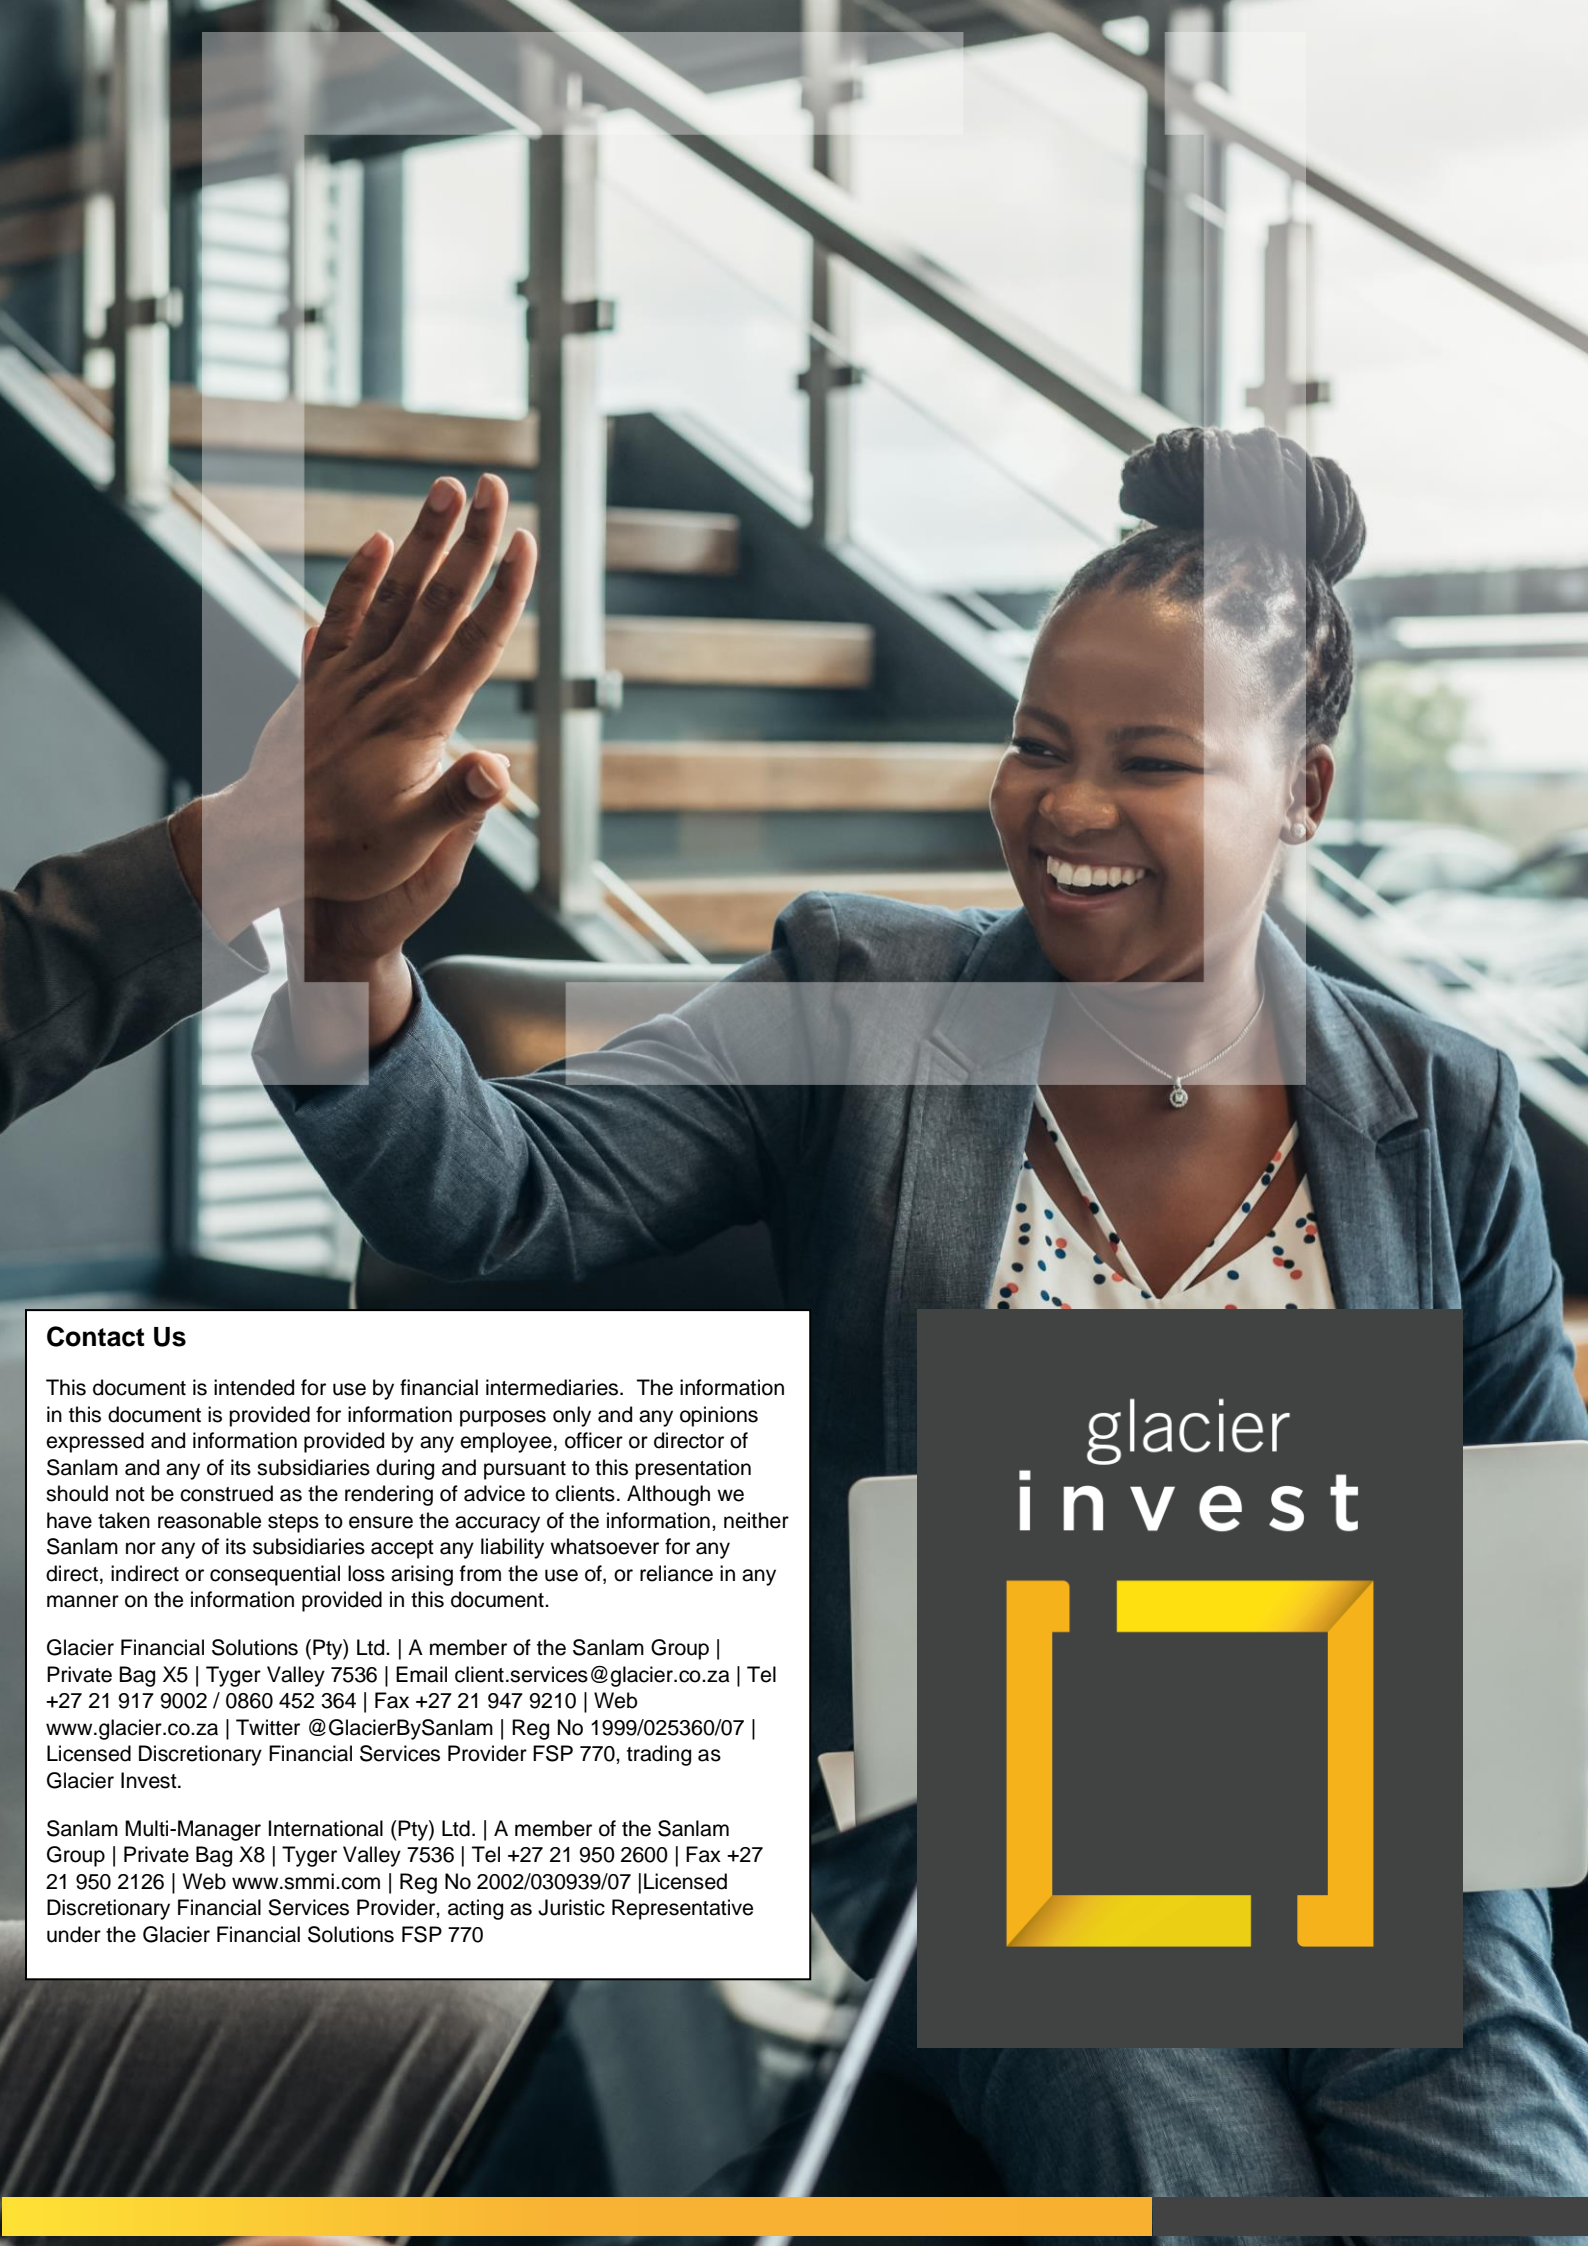 Contact Us
This document is intended for use by financial intermediaries.  The information
in this document is provided for information purposes only and any opinions
expressed and information provided by any employee, officer or director of
Sanlam and any of its subsidiaries during and pursuant to this presentation
should not be construed as the rendering of advice to clients. Although we
have taken reasonable steps to ensure the accuracy of the information, neither
Sanlam nor any of its subsidiaries accept any liability whatsoever for any
direct, indirect or consequential loss arising from the use of, or reliance in any
manner on the information provided in this document.
Glacier Financial Solutions (Pty) Ltd. | A member of the Sanlam Group |
Private Bag X5 | Tyger Valley 7536 | Email client.services@glacier.co.za | Tel
+27 21 917 9002 / 0860 452 364 | Fax +27 21 947 9210 | Web
www.glacier.co.za | Twitter @GlacierBySanlam | Reg No 1999/025360/07 |
Licensed Discretionary Financial Services Provider FSP 770, trading as
Glacier Invest.
Sanlam Multi-Manager International (Pty) Ltd. | A member of the Sanlam
Group | Private Bag X8 | Tyger Valley 7536 | Tel +27 21 950 2600 | Fax +27
21 950 2126 | Web www.smmi.com | Reg No 2002/030939/07 |Licensed
Discretionary Financial Services Provider, acting as Juristic Representative
under the Glacier Financial Solutions FSP 770
glacier
invest